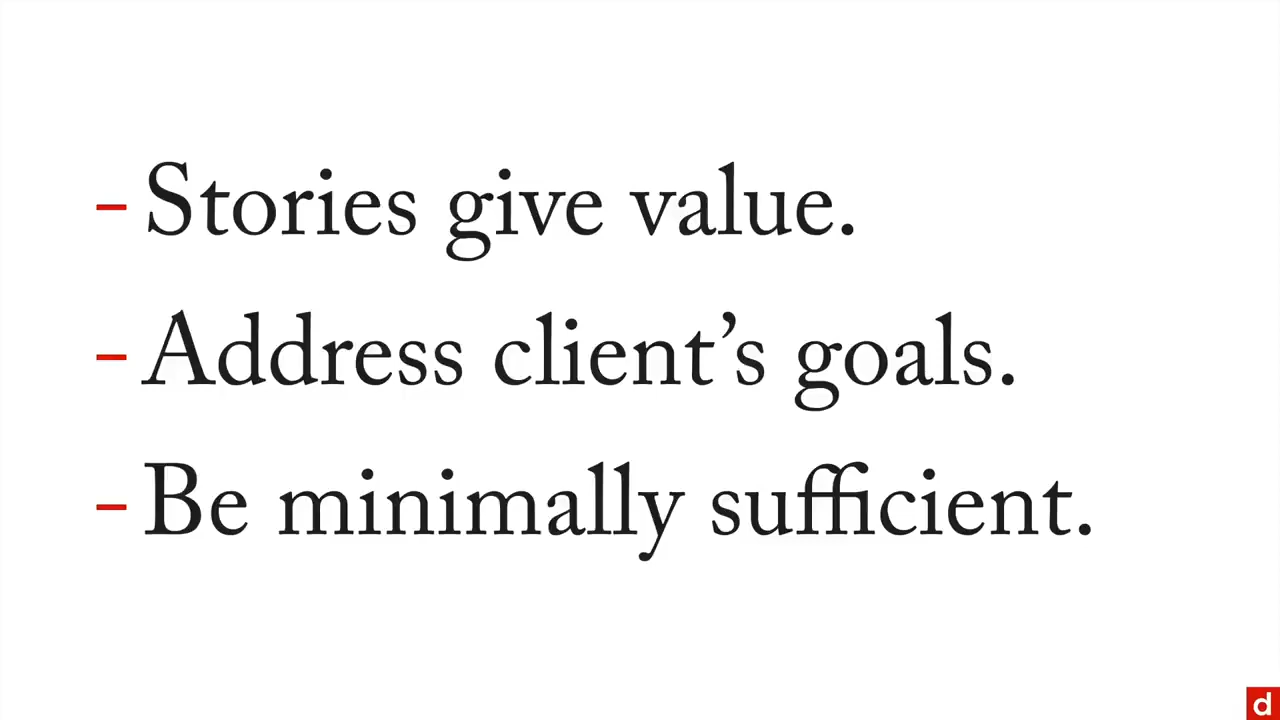 – Stories give value.
– Address client’s goals.
– Be minimally sufficient.
d